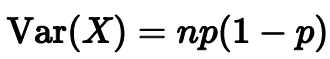 Var(X) = np(1 − p)